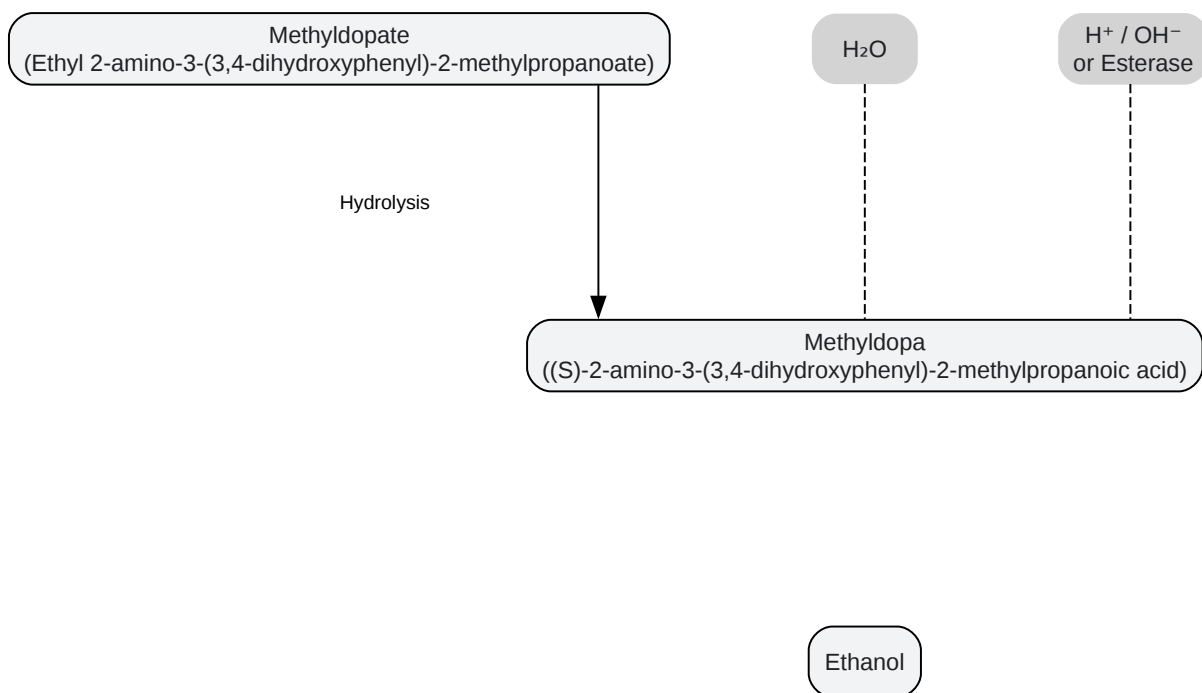 Methyldopate
(Ethyl 2-amino-3-(3,4-dihydroxyphenyl)-2-methylpropanoate)
H₂O
H⁺ / OH⁻
or Esterase
Hydrolysis
Methyldopa
((S)-2-amino-3-(3,4-dihydroxyphenyl)-2-methylpropanoic acid)
Ethanol